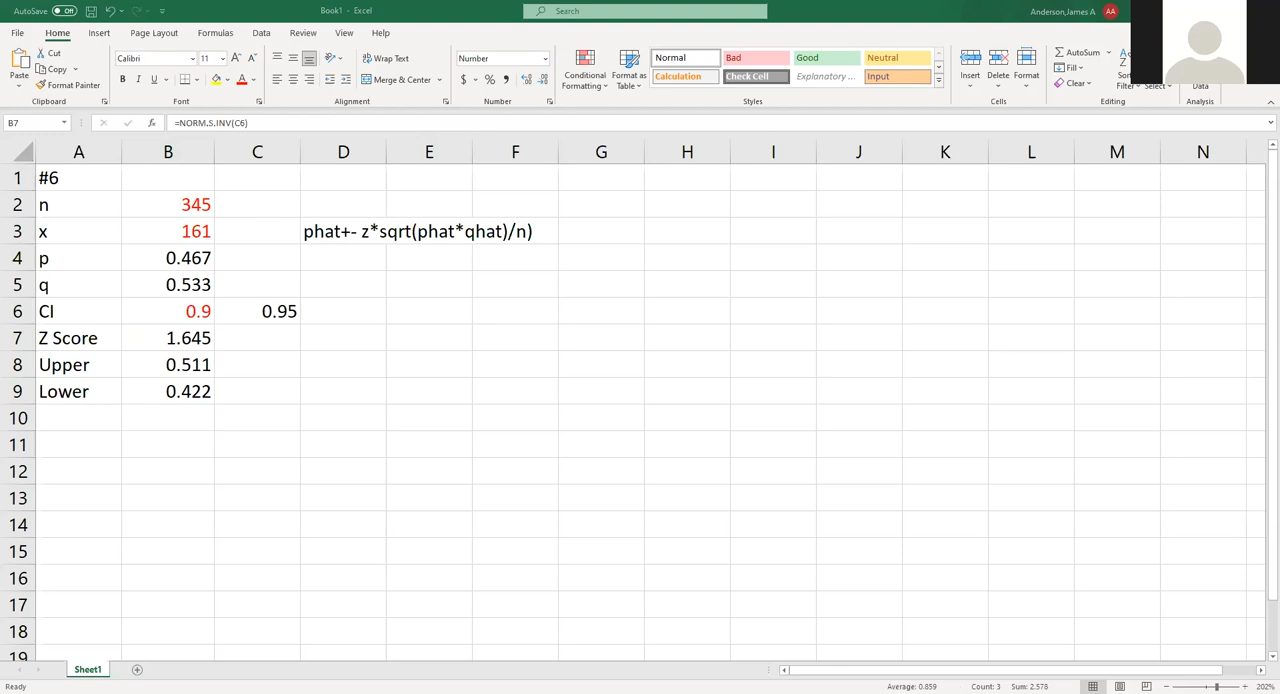 AutoSave Off
Book1 - Excel
Search
Anderson,James A AA
File Home Insert Page Layout Formulas Data Review View Help
Paste
Cut
Copy
Format Painter
Clipboard
Calibri 11
B I U
Font
Wrap Text
Merge & Center
Alignment
Number
$ % ,
Number
Conditional Formatting
Format as Table
Normal Bad Good Neutral
Calculation Check Cell Explanatory ... Input
Styles
Insert Delete Format
Cells
AutoSum
Fill
Clear
Filter Select
Editing
Data
Analysis
B7 fx =NORM.S.INV(C6)
A B C D E F G H I J K L M N
1 #6
2 n 345
3 x 161 phat+- z*sqrt(phat*qhat)/n)
4 p 0.467
5 q 0.533
6 CI 0.9 0.95
7 Z Score 1.645
8 Upper 0.511
9 Lower 0.422
10
11
12
13
14
15
16
17
18
19
Sheet1
Ready
Average: 0.859 Count: 3 Sum: 2.578
202%